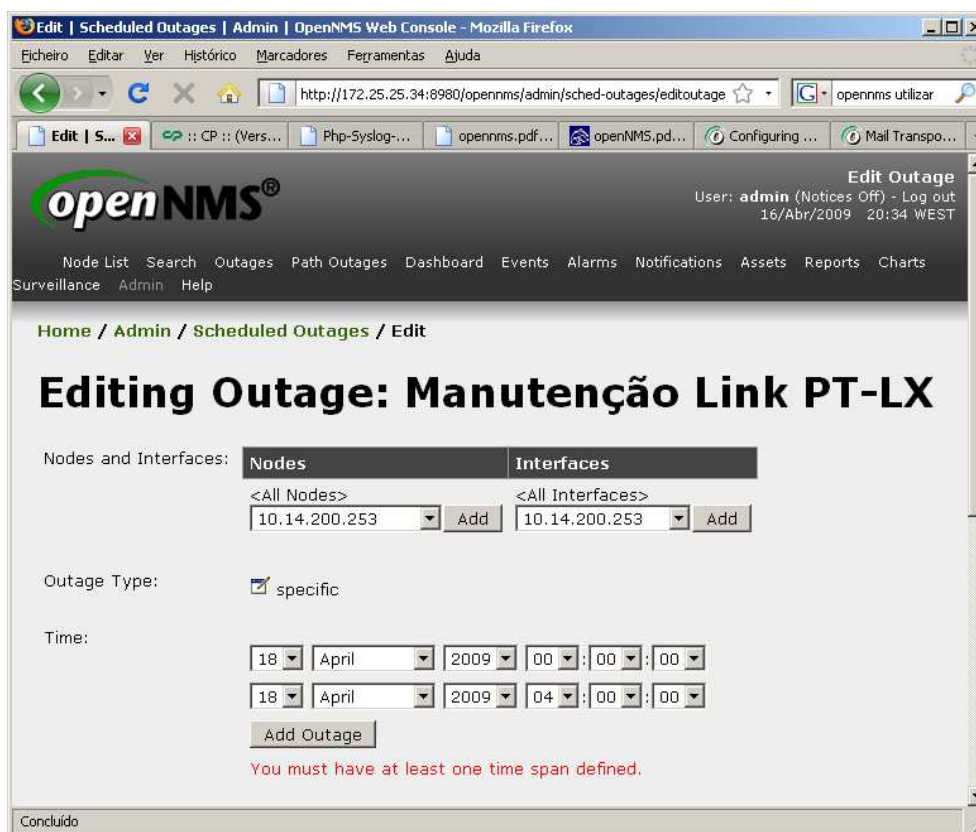 Edit | Scheduled Outages | Admin | OpenNMS Web Console - Mozilla Firefox
Ficheiro Editar Ver Histórico Marcadores Ferramentas Ajuda
http://172.25.25.34:8980/opennms/admin/sched-outages/editoutage
opennms utilizar
Edit | S...
:: CP :: (Vers...
Php-Syslog-...
opennms.pdf...
openNMS.pd...
Configuring ...
Mail Transpo...
openNMS®
Edit Outage
User: admin (Notices Off) - Log out
16/Abr/2009 20:34 WEST
Node List Search Outages Path Outages Dashboard Events Alarms Notifications Assets Reports Charts
Surveillance Admin Help
Home / Admin / Scheduled Outages / Edit
Editing Outage: Manutenção Link PT-LX
Nodes and Interfaces:
Nodes Interfaces
<All Nodes> <All Interfaces>
10.14.200.253 Add 10.14.200.253 Add
Outage Type: specific
Time:
18 April 2009 00 : 00 : 00
18 April 2009 04 : 00 : 00
Add Outage
You must have at least one time span defined.
Concluído